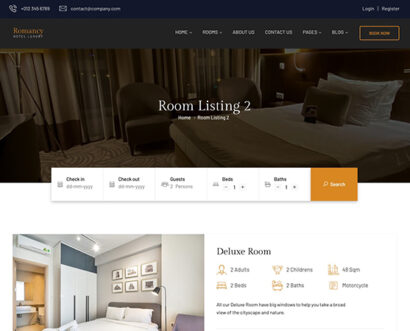 +012 345 6789 contact@company.com Login | Register
Romancy
HOTEL LUXURY
HOME ROOMS ABOUT US CONTACT US PAGES BLOG BOOK NOW
Room Listing 2
Home Room Listing 2
Check in Check out Guests Beds Baths
dd-mm-yyyy dd-mm-yyyy 2 Persons - 1 + - 1 + Search
Deluxe Room
2 Adults 2 Childrens 48 Sqm
2 Beds 2 Baths Motorcycle
All our Deluxe Room have big windows to help you take a broad
view of the cityscape and nature.